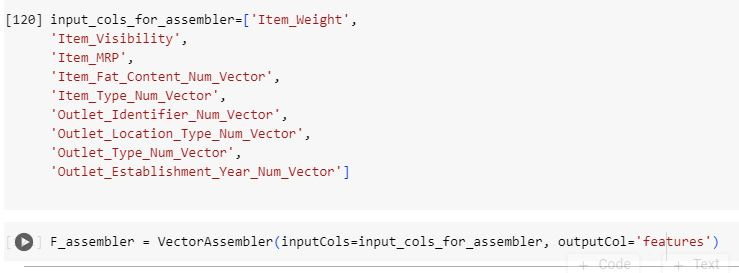 [120] input_cols_for_assembler=['Item_Weight',
'Item_Visibility',
'Item_MRP',
'Item_Fat_Content_Num_Vector',
'Item_Type_Num_Vector',
'Outlet_Identifier_Num_Vector',
'Outlet_Location_Type_Num_Vector',
'Outlet_Type_Num_Vector',
'Outlet_Establishment_Year_Num_Vector']
[ ] F_assembler = VectorAssembler(inputCols=input_cols_for_assembler, outputCol='features')
+ Code + Text